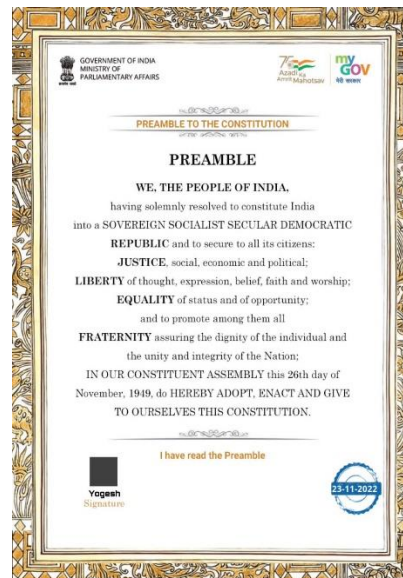 GOVERNMENT OF INDIA
MINISTRY OF
PARLIAMENTARY AFFAIRS
Azadi Ka
Amrit Mahotsav
my
GOV
मेरी सरकार
PREAMBLE TO THE CONSTITUTION
PREAMBLE
WE, THE PEOPLE OF INDIA,
having solemnly resolved to constitute India
into a SOVEREIGN SOCIALIST SECULAR DEMOCRATIC
REPUBLIC and to secure to all its citizens:
JUSTICE, social, economic and political;
LIBERTY of thought, expression, belief, faith and worship;
EQUALITY of status and of opportunity;
and to promote among them all
FRATERNITY assuring the dignity of the individual and
the unity and integrity of the Nation;
IN OUR CONSTITUENT ASSEMBLY this 26th day of
November, 1949, do HEREBY ADOPT, ENACT AND GIVE
TO OURSELVES THIS CONSTITUTION.
I have read the Preamble
Yogesh
Signature
23-11-2022